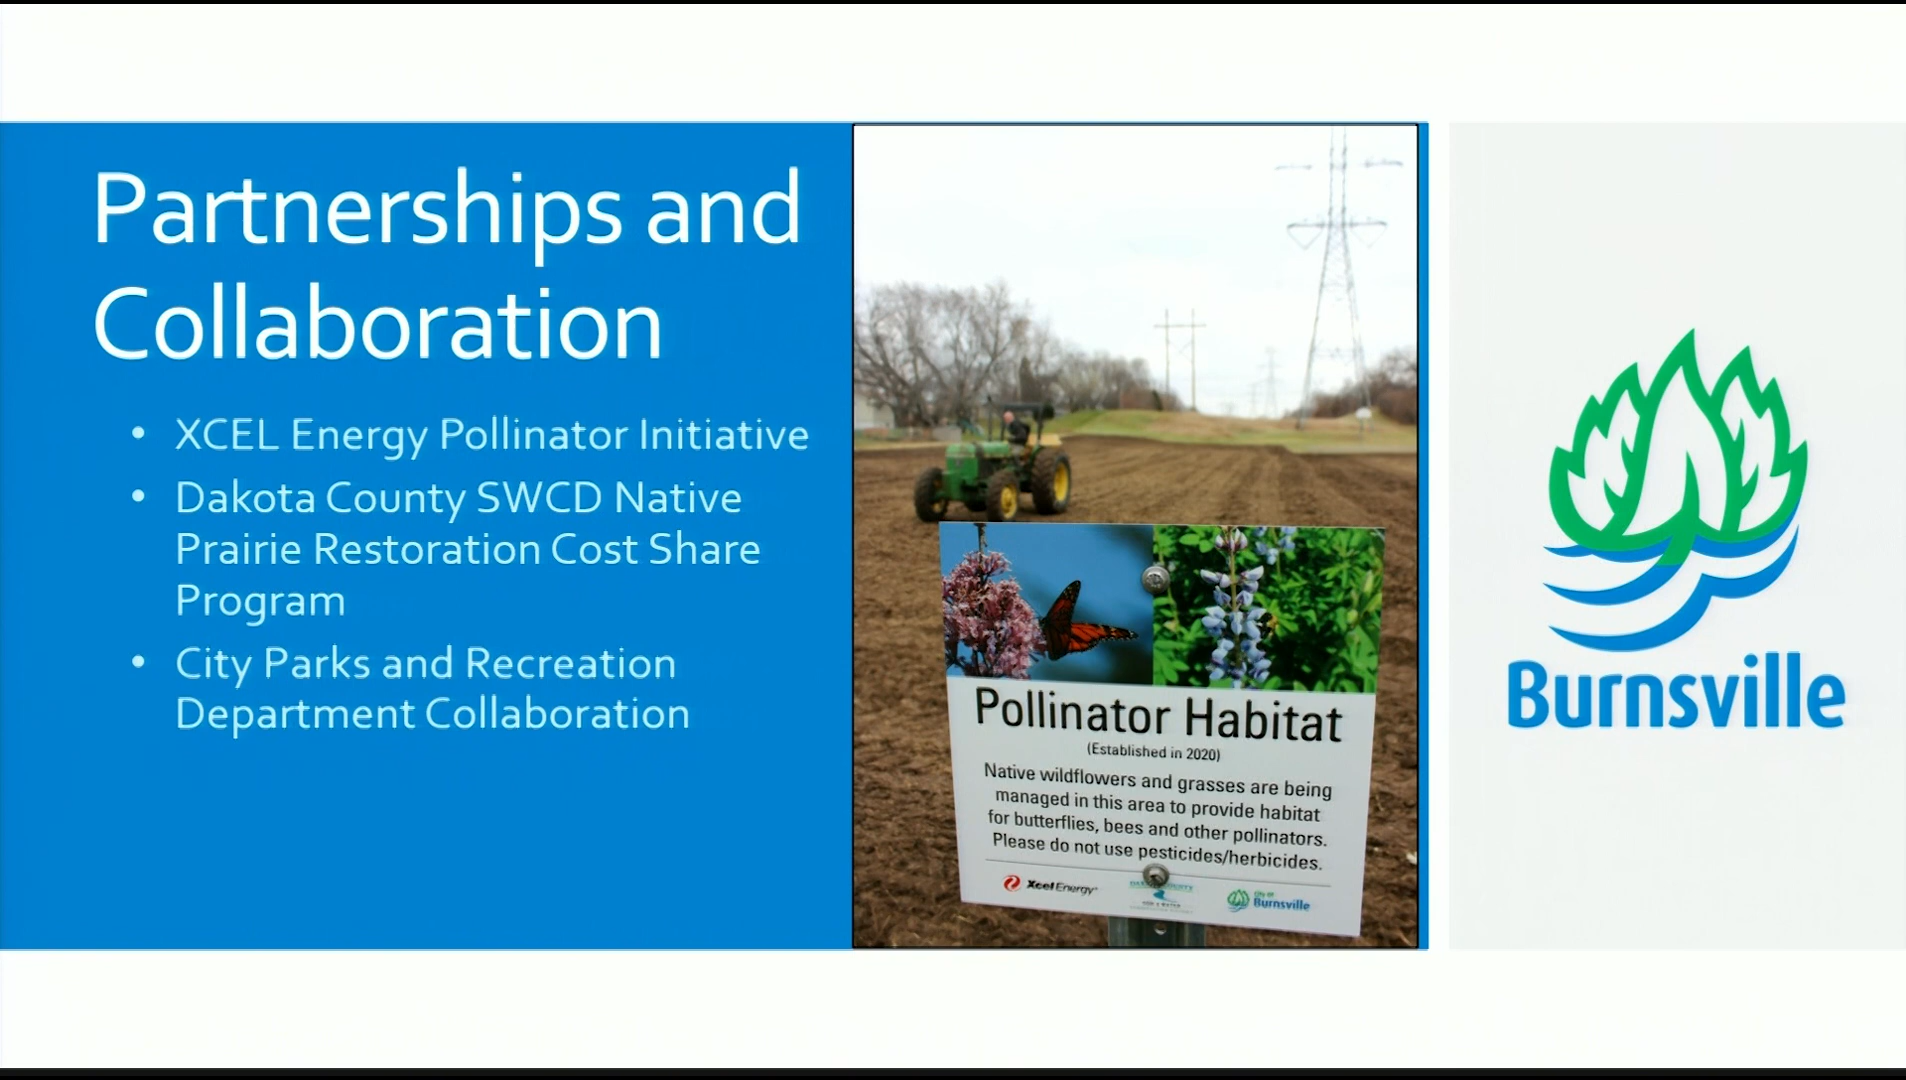 Partnerships and
Collaboration
• XCEL Energy Pollinator Initiative
• Dakota County SWCD Native
Prairie Restoration Cost Share
Program
• City Parks and Recreation
Department Collaboration
Pollinator Habitat
(Established in 2020)
Native wildflowers and grasses are being
managed in this area to provide habitat
for butterflies, bees and other pollinators.
Please do not use pesticides/herbicides.
Xcel Energy
City of
Burnsville
Burnsville